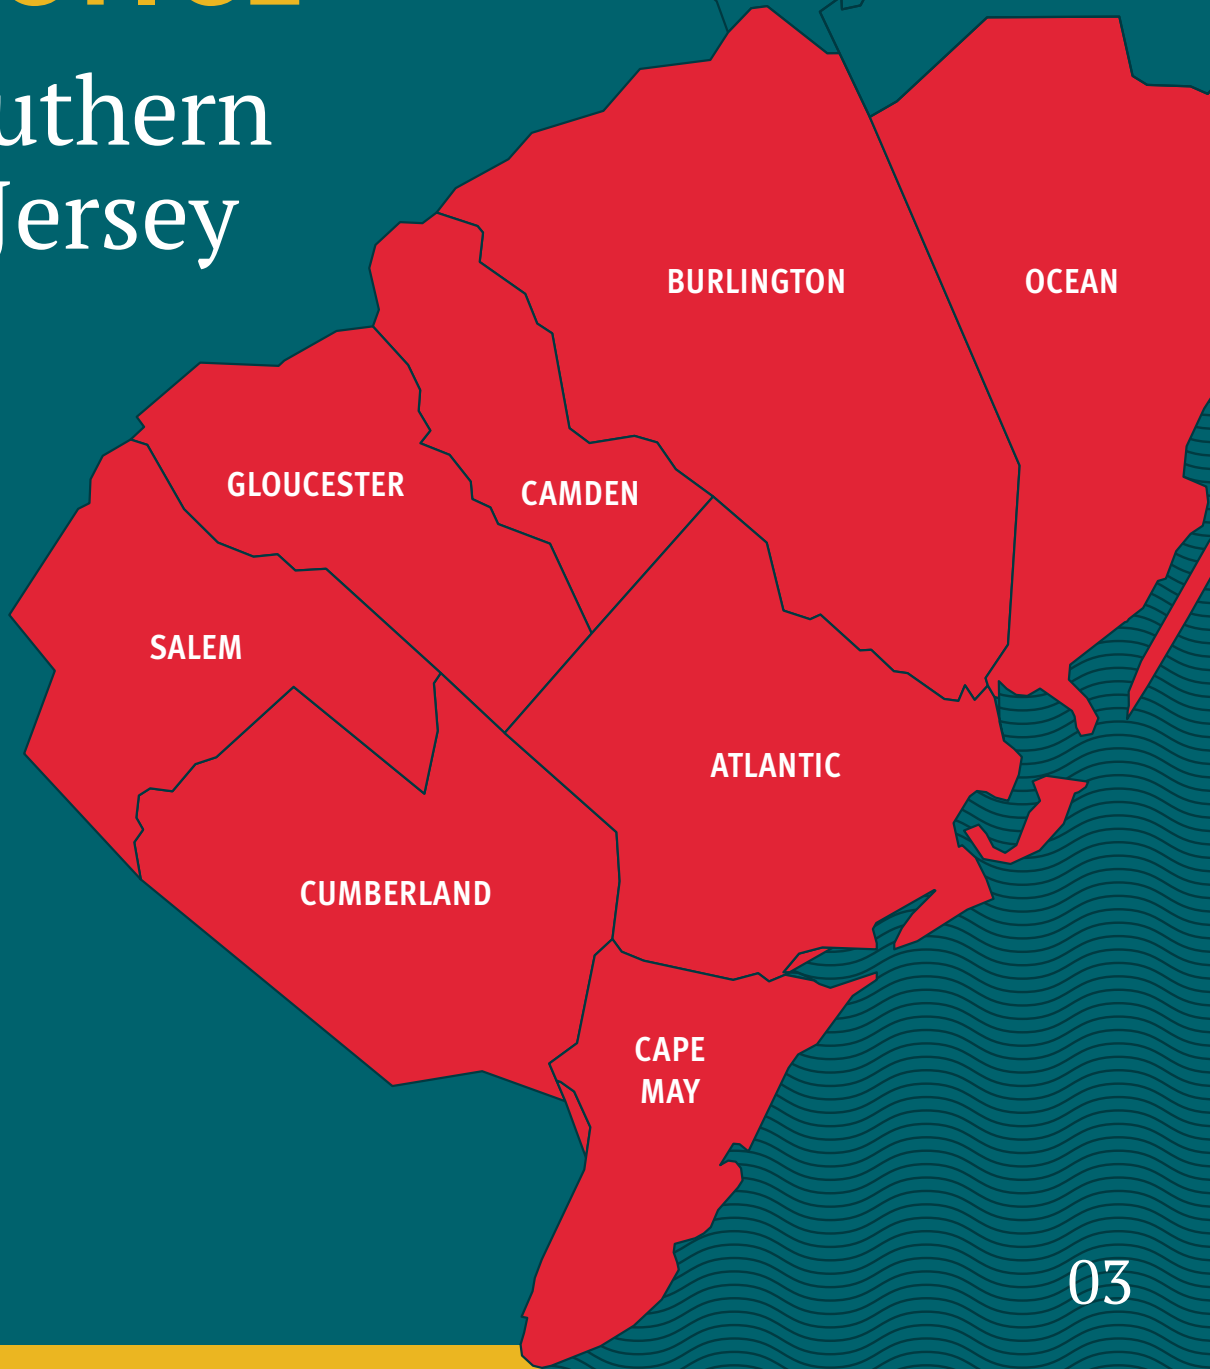 uthern
Jersey
BURLINGTON
OCEAN
GLOUCESTER
CAMDEN
SALEM
ATLANTIC
CUMBERLAND
CAPE
MAY
03